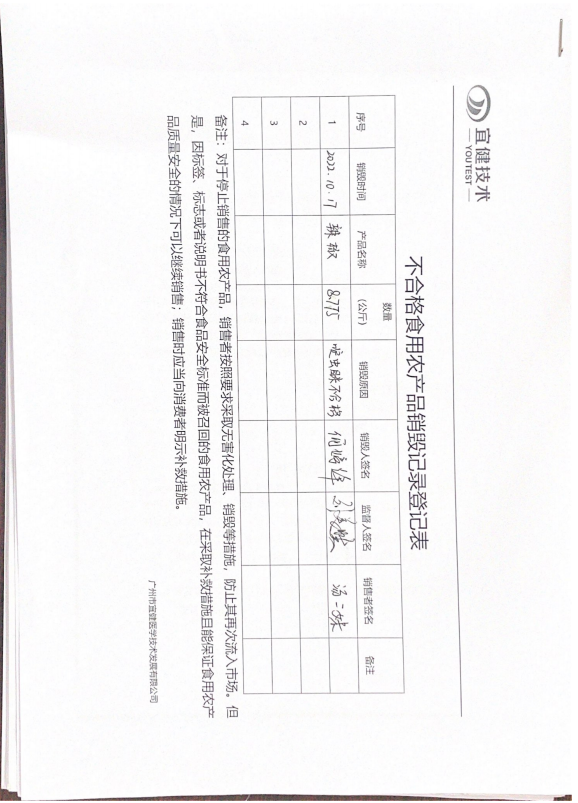 宜健技术
YOUTEST
不合格食用农产品销毁记录登记表
序号 销毁时间 产品名称 数量（公斤） 销毁原因 销毁人签名 监督人签名 销售者签名 备注
1 2022.10.17 辣椒 8.775 啶虫脒不合格 汤二妹
2
3
4
备注：对于停止销售的食用农产品，销售者按照要求采取无害化处理、销毁等措施，防止其再次流入市场。但
是，因标签、标志或者说明书不符合食品安全标准而被召回的食用农产品，在采取补救措施且能保证食用农产
品质量安全的情况下可以继续销售；销售时应当向消费者明示补救措施。
广州市宜健医学技术发展有限公司